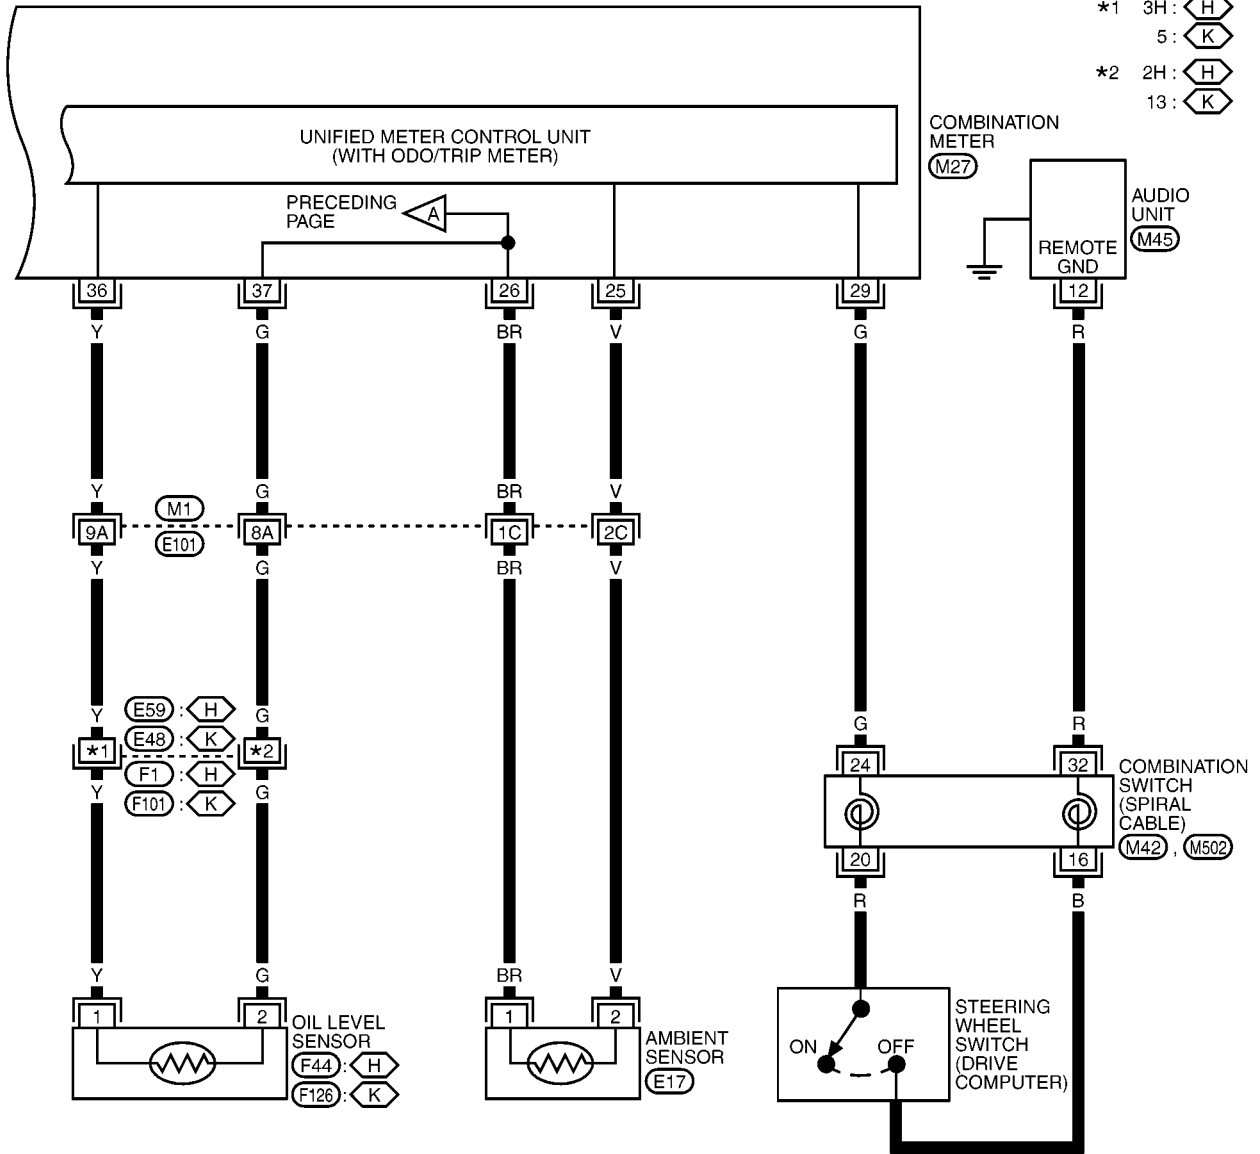 *1 3H : H
5 : K
*2 2H : H
13 : K
UNIFIED METER CONTROL UNIT
(WITH ODO/TRIP METER)
COMBINATION
METER
M27
PRECEDING
PAGE
A
AUDIO
UNIT
M45
REMOTE
GND
36 37 26 25 29 12
Y G BR V G R
Y G BR V
M1
9A 8A 1C 2C
E101
Y G BR V
E59 : H
Y G
E48 : K
*1 *2
F1 : H
Y G
F101 : K
G R
24 32
COMBINATION
SWITCH
(SPIRAL
CABLE)
M42 , M502
20 16
R B
Y G BR V
1 2 1 2
OIL LEVEL
SENSOR
F44 : H
F126 : K
AMBIENT
SENSOR
E17
ON OFF
STEERING
WHEEL
SWITCH
(DRIVE
COMPUTER)